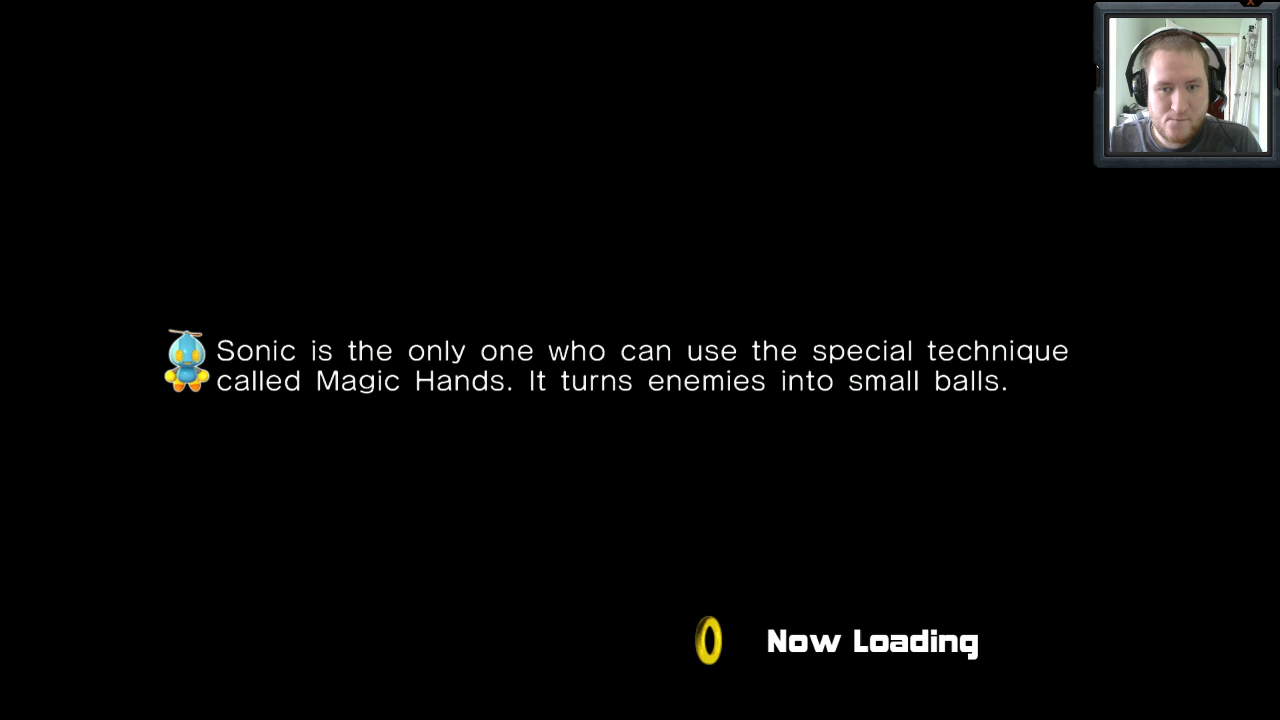 Sonic is the only one who can use the special technique
called Magic Hands. It turns enemies into small balls.
Now Loading